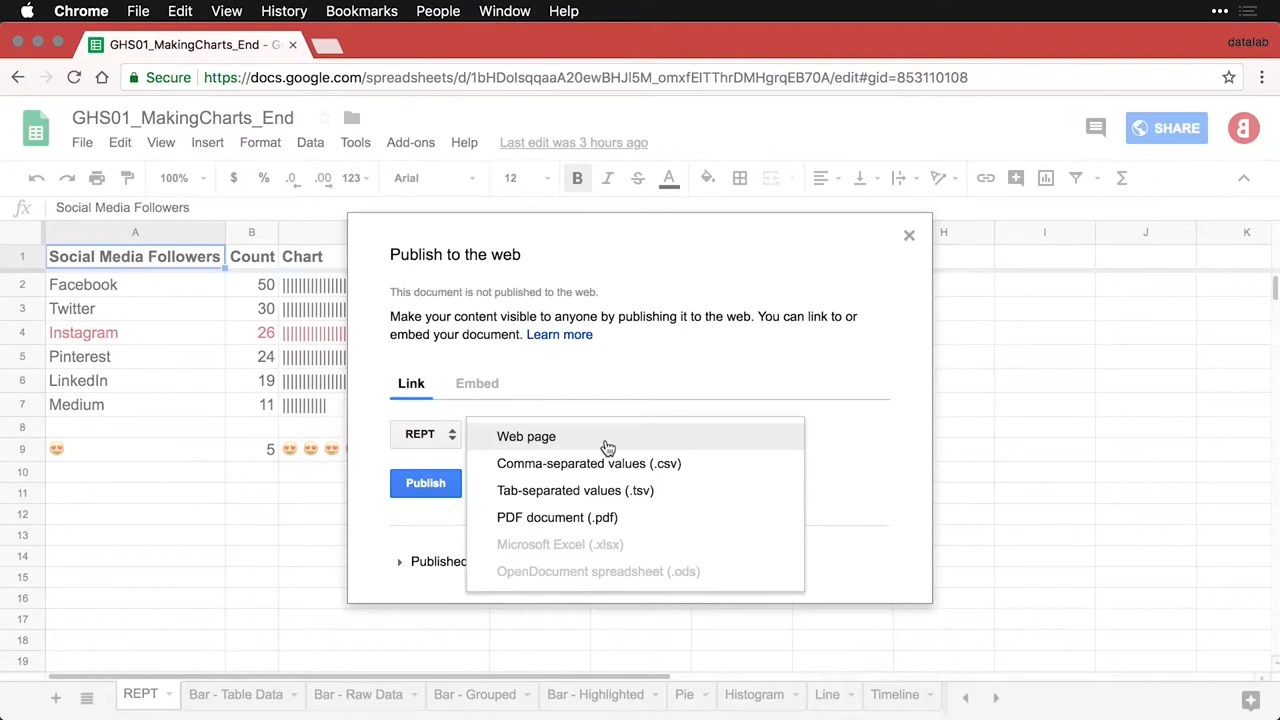 Chrome File Edit View History Bookmarks People Window Help
GHS01_MakingCharts_End - G
datalab
Secure https://docs.google.com/spreadsheets/d/1bHDoIsqqaaA20ewBHJl5M_omxfEITThrDMHgrqEB70A/edit#gid=853110108
GHS01_MakingCharts_End
SHARE
File Edit View Insert Format Data Tools Add-ons Help Last edit was 3 hours ago
100% $ % .0 .00 123 Arial 12 B I S A Σ
fx Social Media Followers
A B H I J K
1 Social Media Followers Count Chart
2 Facebook 50
3 Twitter 30
4 Instagram 26
5 Pinterest 24
6 LinkedIn 19
7 Medium 11 |||||||||||
8
9 😍 5 😍 😍 😍
10
11
12
13
14
15
16
17
18
19
Publish to the web
This document is not published to the web.
Make your content visible to anyone by publishing it to the web. You can link to or
embed your document. Learn more
Link Embed
REPT
Web page
Comma-separated values (.csv)
Publish
Tab-separated values (.tsv)
PDF document (.pdf)
Microsoft Excel (.xlsx)
Published
OpenDocument spreadsheet (.ods)
REPT Bar - Table Data Bar - Raw Data Bar - Grouped Bar - Highlighted Pie Histogram Line Timeline